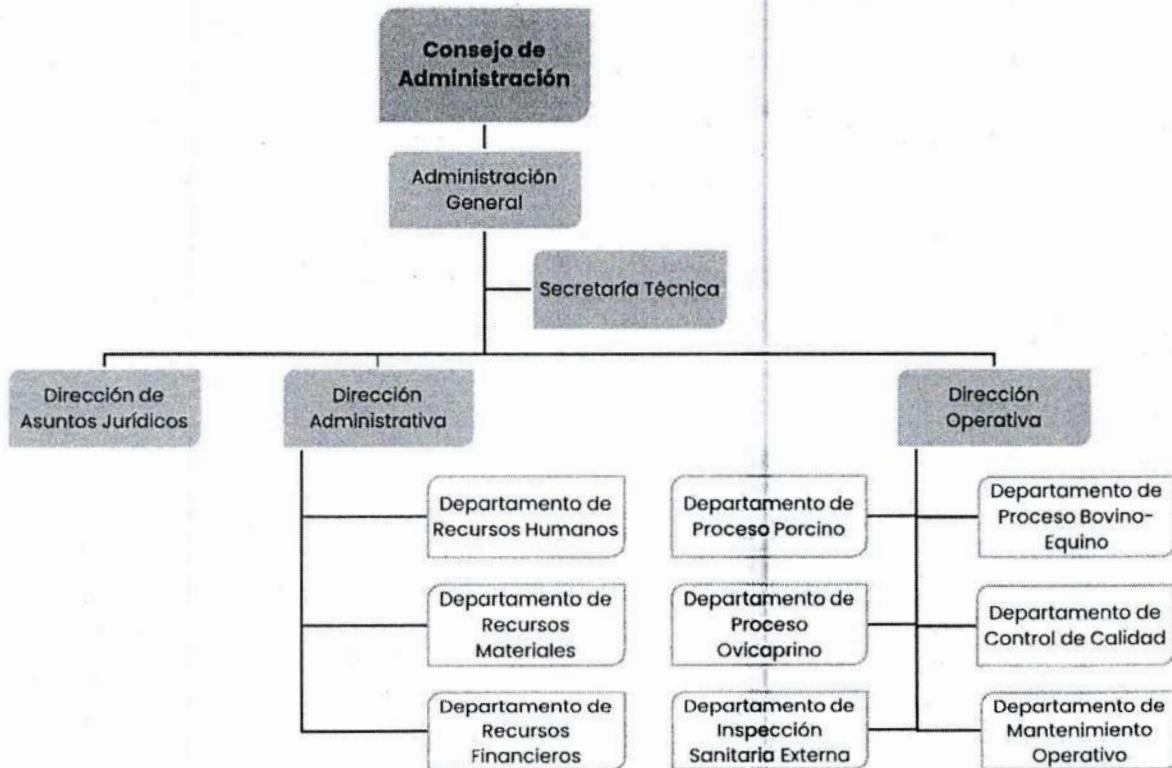 Consejo de
Administración
Administración
General
Secretaría Técnica
Dirección de
Asuntos Jurídicos
Dirección
Administrativa
Dirección
Operativa
Departamento de
Recursos Humanos
Departamento de
Proceso Porcino
Departamento de
Proceso Bovino-
Equino
Departamento de
Recursos
Materiales
Departamento de
Proceso
Ovicaprino
Departamento de
Control de Calidad
Departamento de
Recursos
Financieros
Departamento de
Inspección
Sanitaria Externa
Departamento de
Mantenimiento
Operativo